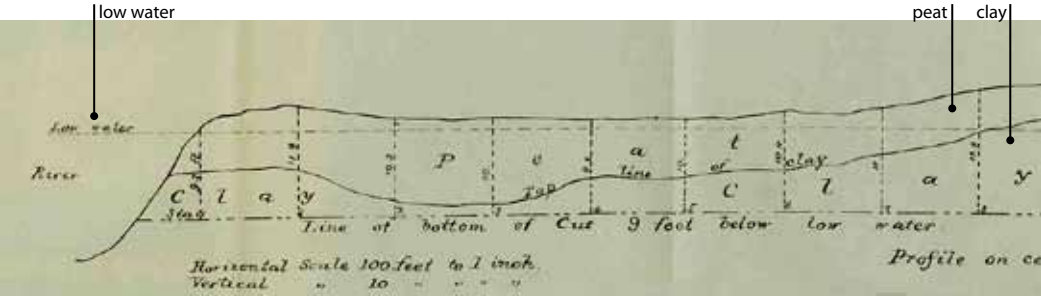 low water
peat clay
Low water
River
P e a t
Top line of clay
C l a y C l a y
Stag
Line of bottom of Cut 9 feet below low water
Horizontal Scale 100 feet to 1 inch
Vertical " 10 " " " "
Profile on ce